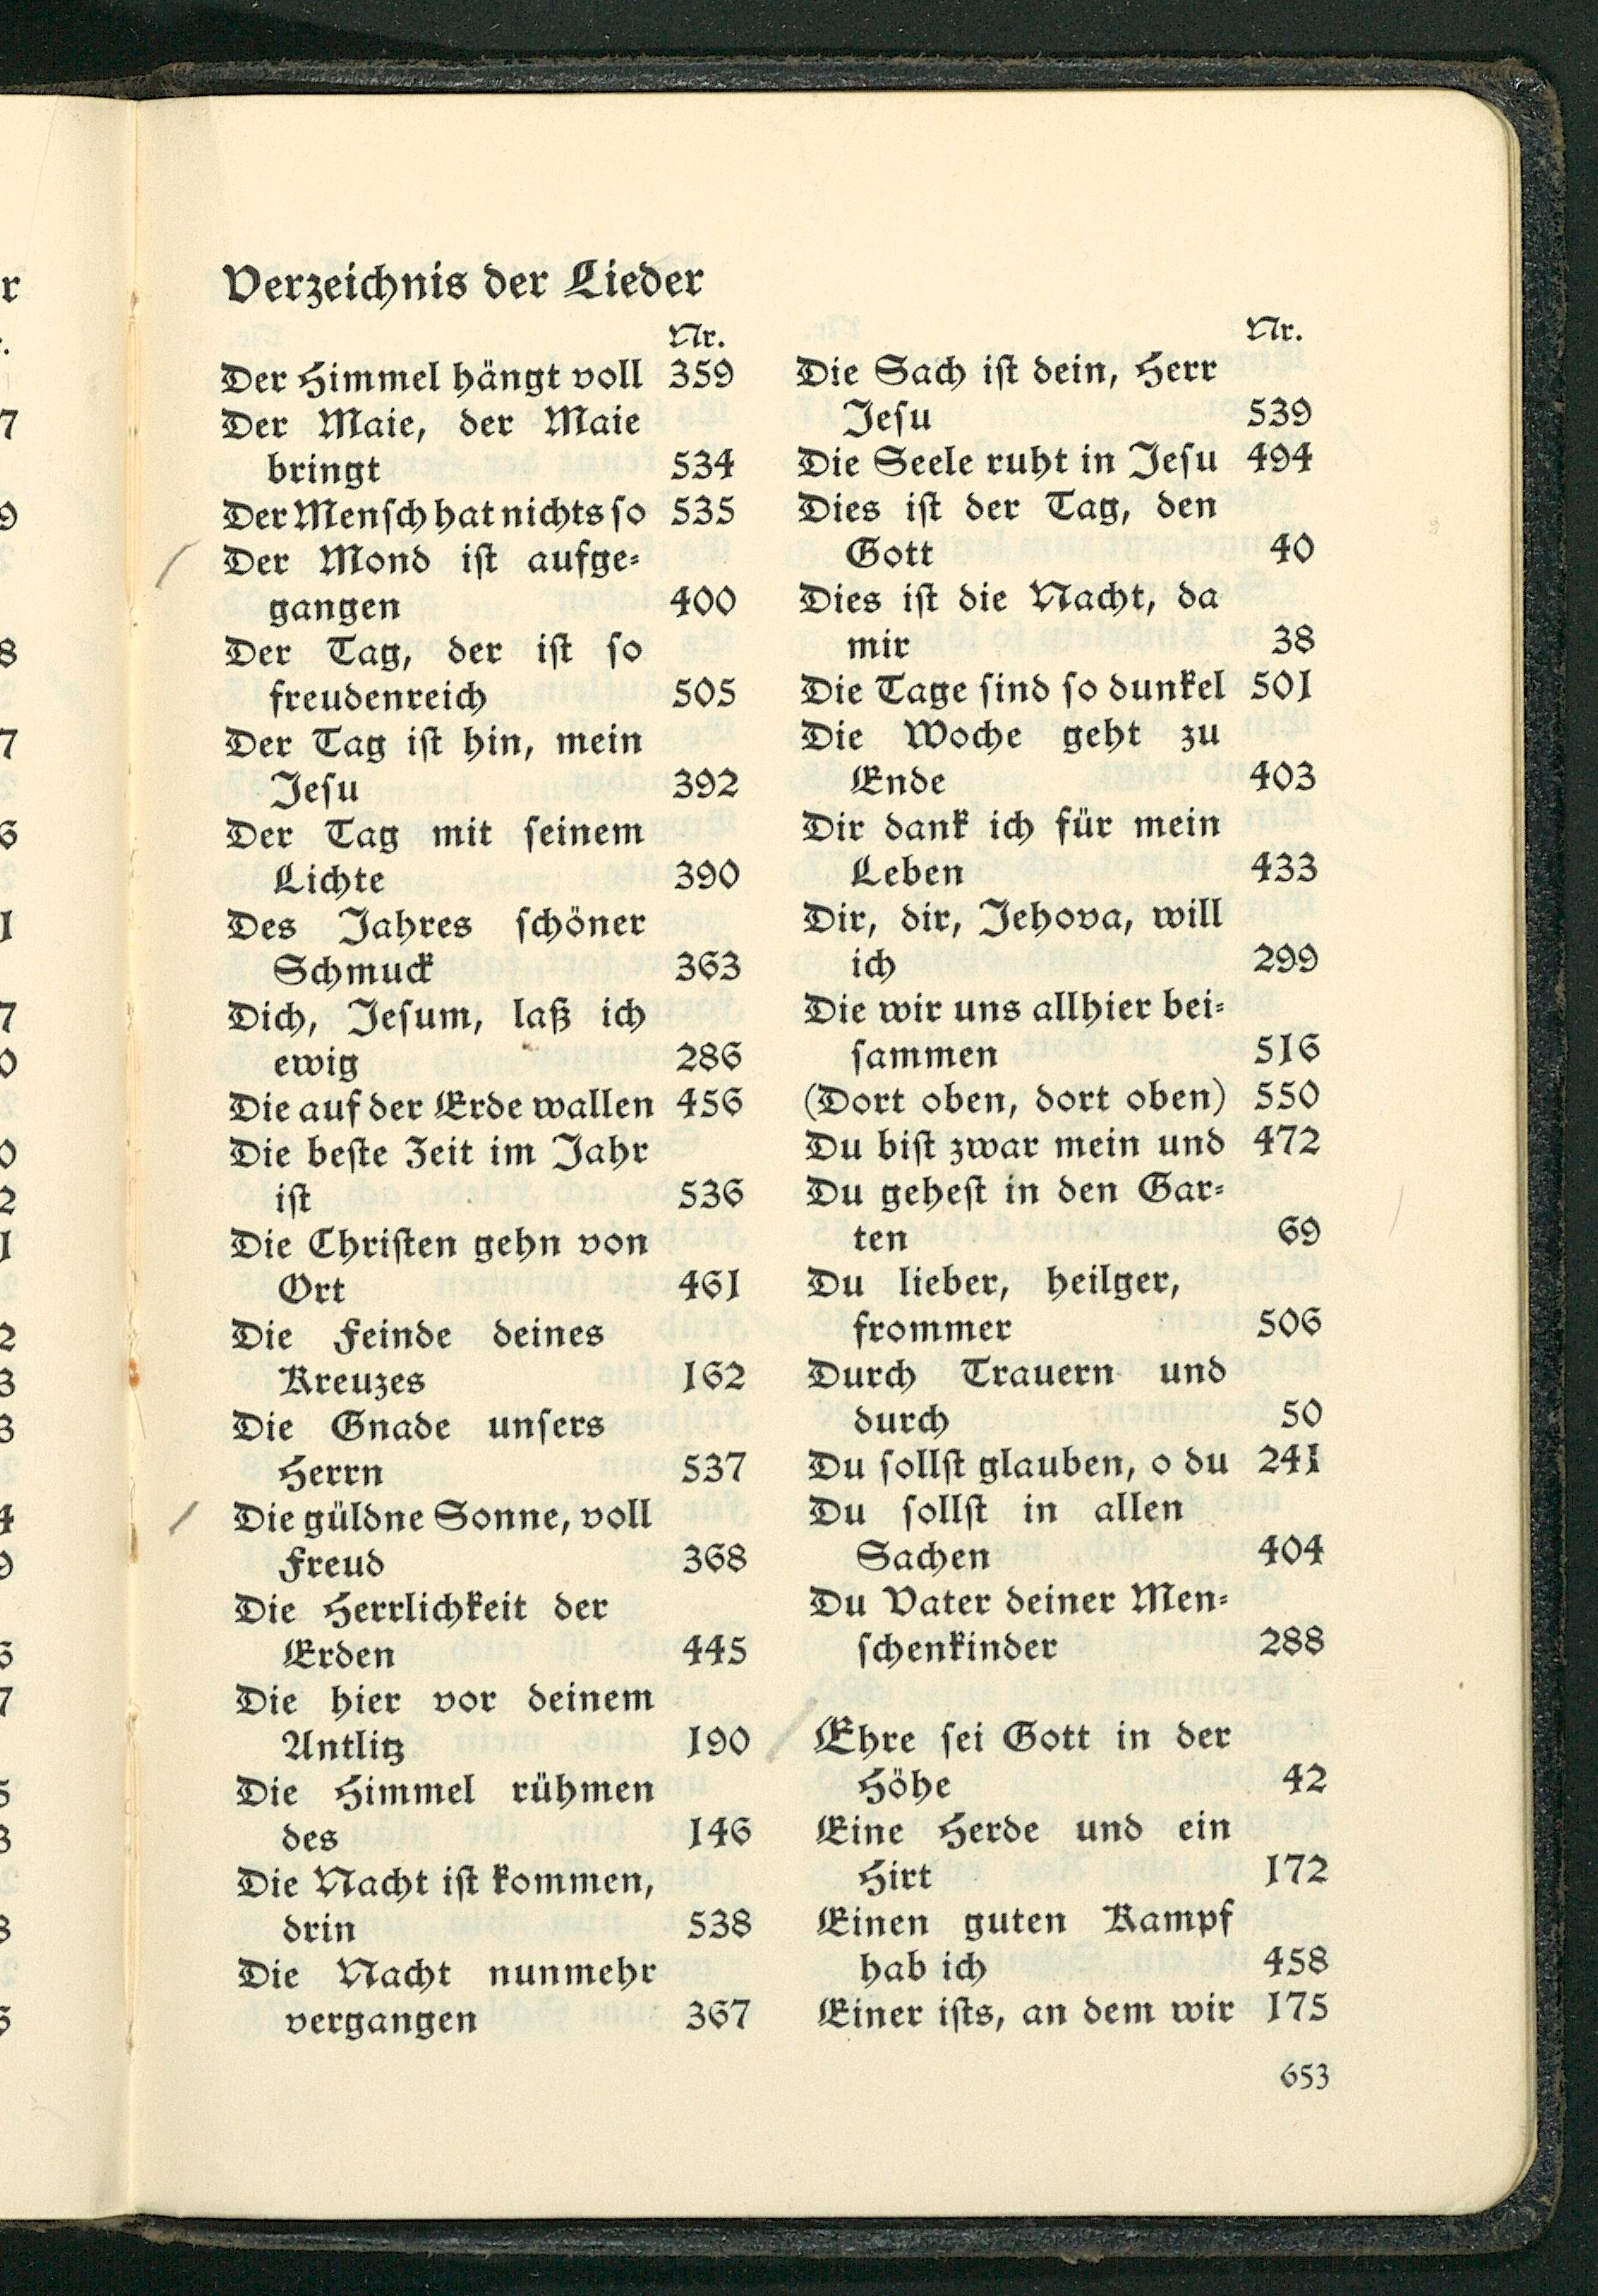 Verzeichnis der Lieder
Nr.
Der Himmel hängt voll 359
Der Maie, der Maie
bringt 534
Der Mensch hat nichts so 535
Der Mond ist aufge-
gangen 400
Der Tag, der ist so
freudenreich 505
Der Tag ist hin, mein
Jesu 392
Der Tag mit seinem
Lichte 390
Des Jahres schöner
Schmuck 363
Dich, Jesum, laß ich
ewig 286
Die auf der Erde wallen 456
Die beste Zeit im Jahr
ist 536
Die Christen gehn von
Ort 461
Die Feinde deines
Kreuzes 162
Die Gnade unsers
Herrn 537
Die güldne Sonne, voll
Freud 368
Die Herrlichkeit der
Erden 445
Die hier vor deinem
Antlitz 190
Die Himmel rühmen
des 146
Die Nacht ist kommen,
drin 538
Die Nacht nunmehr
vergangen 367
Nr.
Die Sach ist dein, Herr
Jesu 539
Die Seele ruht in Jesu 494
Dies ist der Tag, den
Gott 40
Dies ist die Nacht, da
mir 38
Die Tage sind so dunkel 501
Die Woche geht zu
Ende 403
Dir dank ich für mein
Leben 433
Dir, dir, Jehova, will
ich 299
Die wir uns allhier bei-
sammen 516
(Dort oben, dort oben) 550
Du bist zwar mein und 472
Du gehest in den Gar-
ten 69
Du lieber, heilger,
frommer 506
Durch Trauern und
durch 50
Du sollst glauben, o du 241
Du sollst in allen
Sachen 404
Du Vater deiner Men-
schenkinder 288
Ehre sei Gott in der
Höhe 42
Eine Herde und ein
Hirt 172
Einen guten Kampf
hab ich 458
Einer ists, an dem wir 175
653